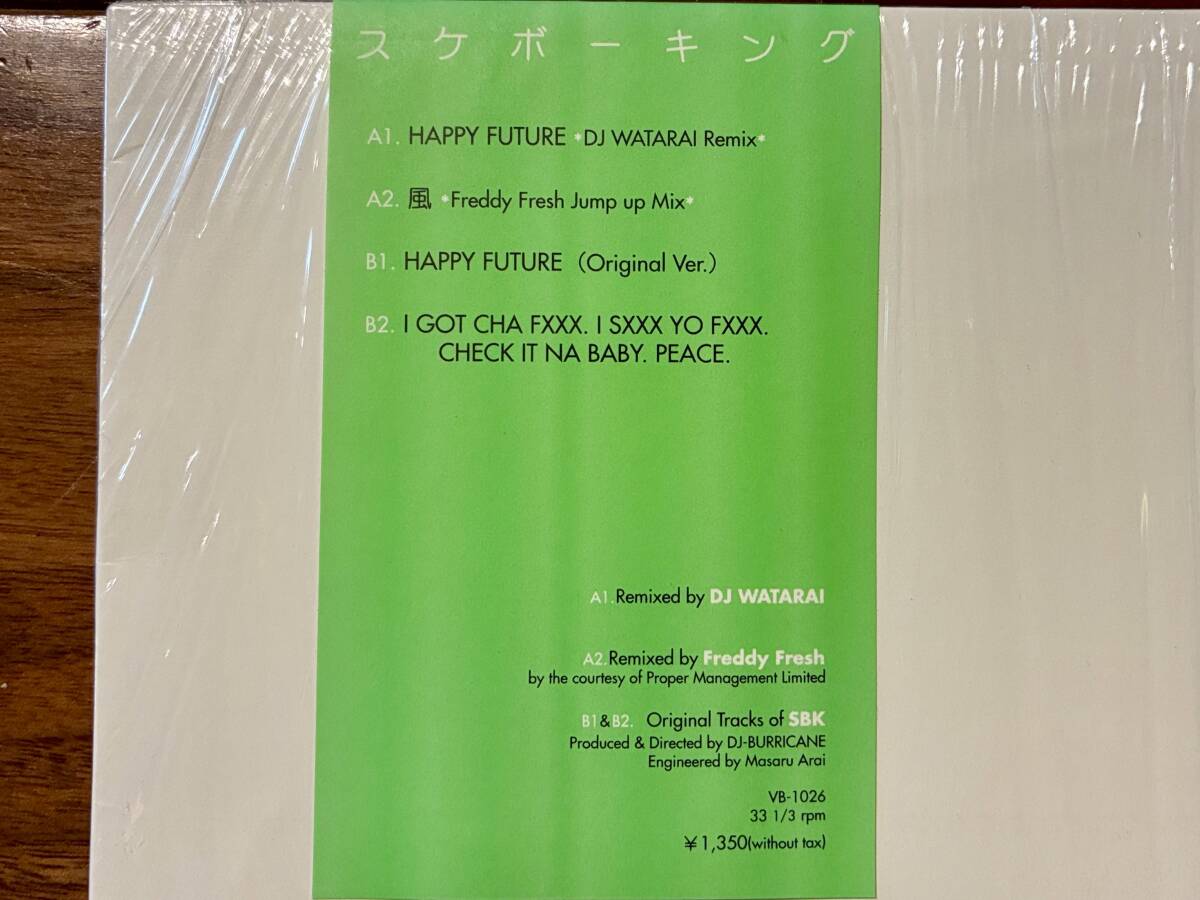 スケボーキング
A1. HAPPY FUTURE *DJ WATARAI Remix*
A2. 風 *Freddy Fresh Jump up Mix*
B1. HAPPY FUTURE（Original Ver.）
B2. I GOT CHA FXXX. I SXXX YO FXXX.
CHECK IT NA BABY. PEACE.
A1.Remixed by DJ WATARAI
A2.Remixed by Freddy Fresh
by the courtesy of Proper Management Limited
B1&B2. Original Tracks of SBK
Produced & Directed by DJ-BURRICANE
Engineered by Masaru Arai
VB-1026
33 1/3 rpm
¥1,350(without tax)